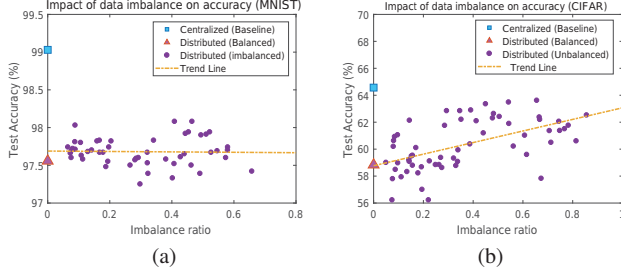 Impact of data imbalance on accuracy (MNIST)
99.5
99
98.5
98
97.5
97
Test Accuracy (%)
Centralized (Baseline)
Distributed (Balanced)
Distributed (imbalanced)
Trend Line
0 0.2 0.4 0.6 0.8
Imbalance ratio
(a)
Impact of data imbalance on accuracy (CIFAR)
70
68
66
64
62
60
58
56
Test Accuracy (%)
Centralized (Baseline)
Distributed (Balanced)
Distributed (Unbalanced)
Trend Line
0 0.2 0.4 0.6 0.8 1
Imbalance ratio
(b)